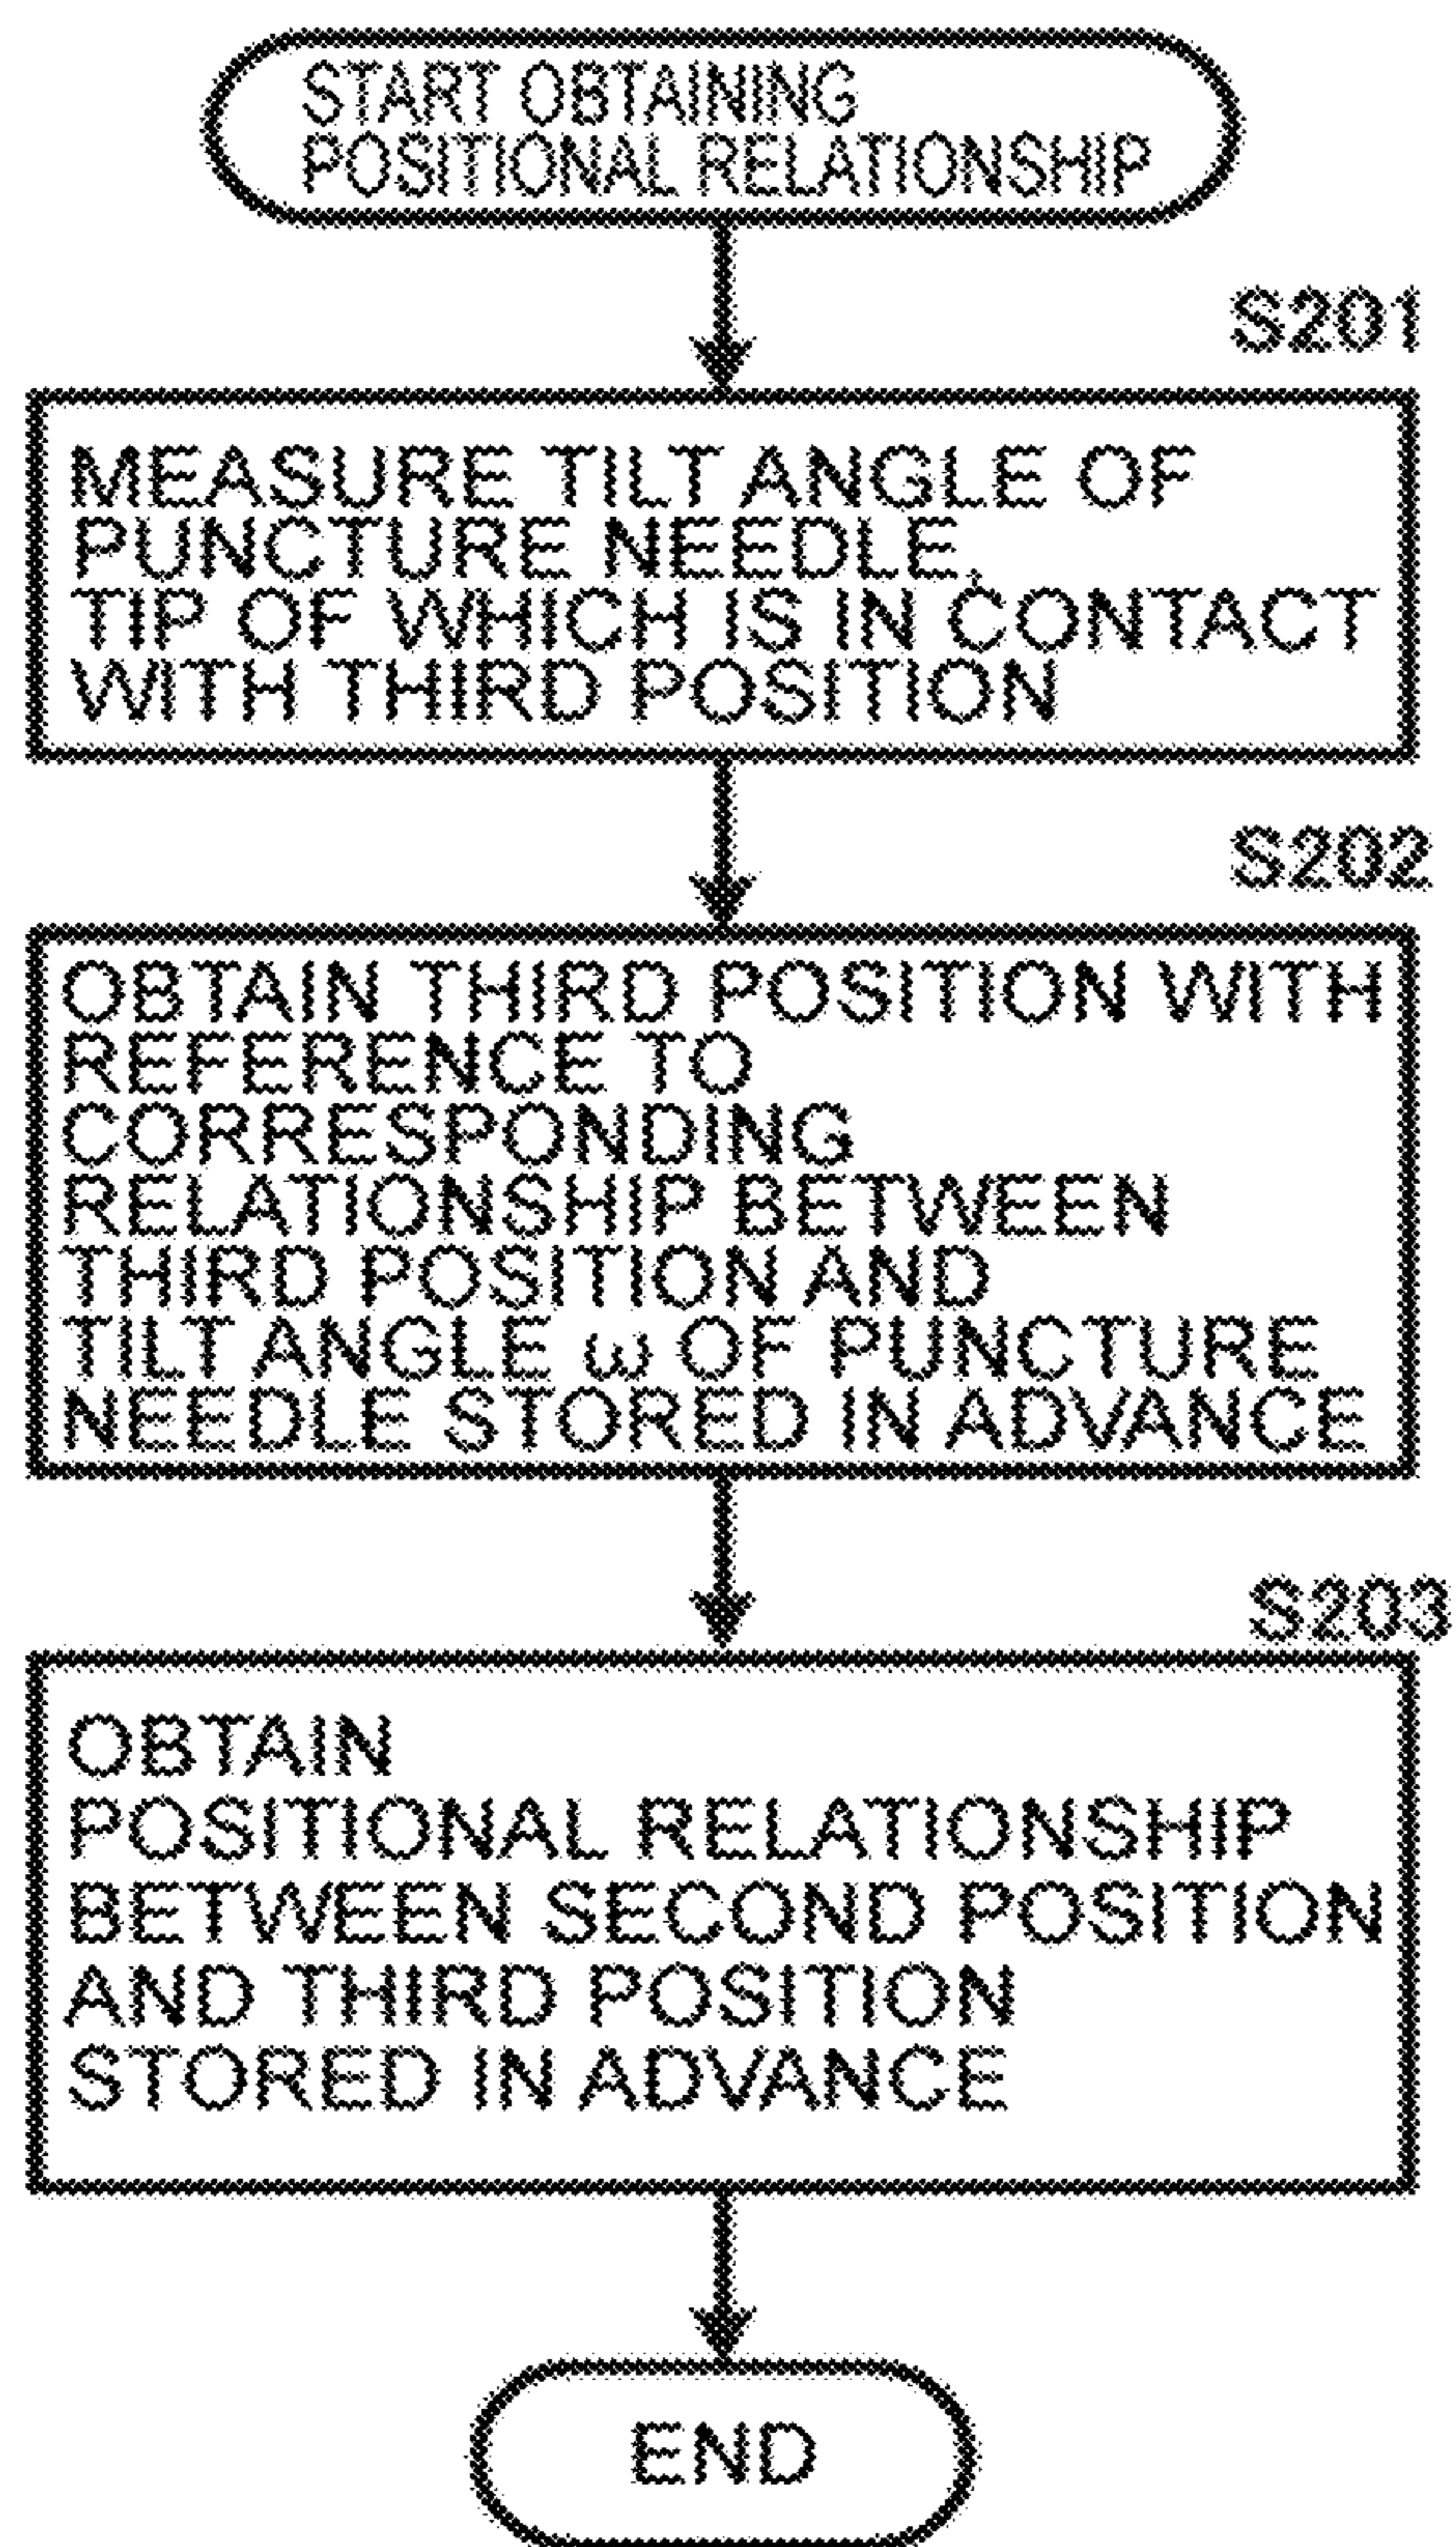 START OBTAINING
POSITIONAL RELATIONSHIP
S201
MEASURE TILT ANGLE OF
PUNCTURE NEEDLE,
TIP OF WHICH IS IN CONTACT
WITH THIRD POSITION
S202
OBTAIN THIRD POSITION WITH
REFERENCE TO
CORRESPONDING
RELATIONSHIP BETWEEN
THIRD POSITION AND
TILT ANGLE ω OF PUNCTURE
NEEDLE STORED IN ADVANCE
S203
OBTAIN
POSITIONAL RELATIONSHIP
BETWEEN SECOND POSITION
AND THIRD POSITION
STORED IN ADVANCE
END